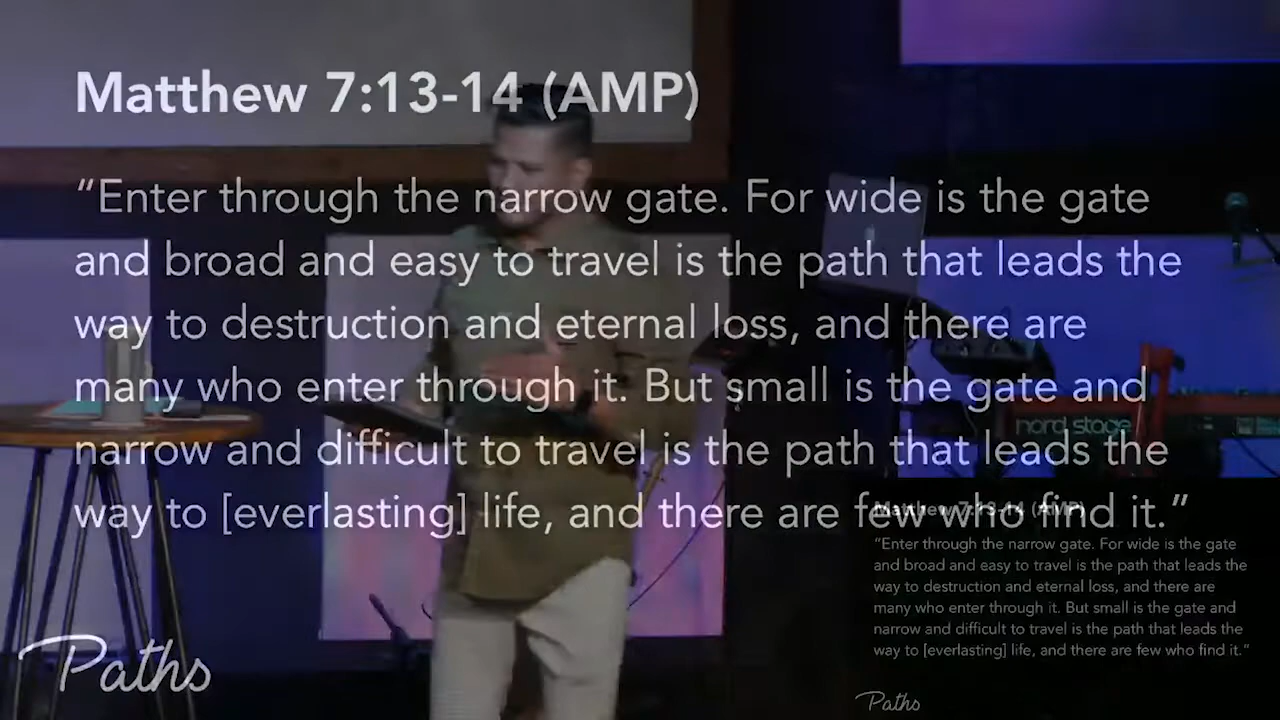 Matthew 7:13-14 (AMP)
“Enter through the narrow gate. For wide is the gate
and broad and easy to travel is the path that leads the
way to destruction and eternal loss, and there are
many who enter through it. But small is the gate and
narrow and difficult to travel is the path that leads the
way to [everlasting] life, and there are few who find it.”
Paths
nord stage
Matthew 7:13-14 (AMP)
“Enter through the narrow gate. For wide is the gate
and broad and easy to travel is the path that leads the
way to destruction and eternal loss, and there are
many who enter through it. But small is the gate and
narrow and difficult to travel is the path that leads the
way to [everlasting] life, and there are few who find it.”
Paths